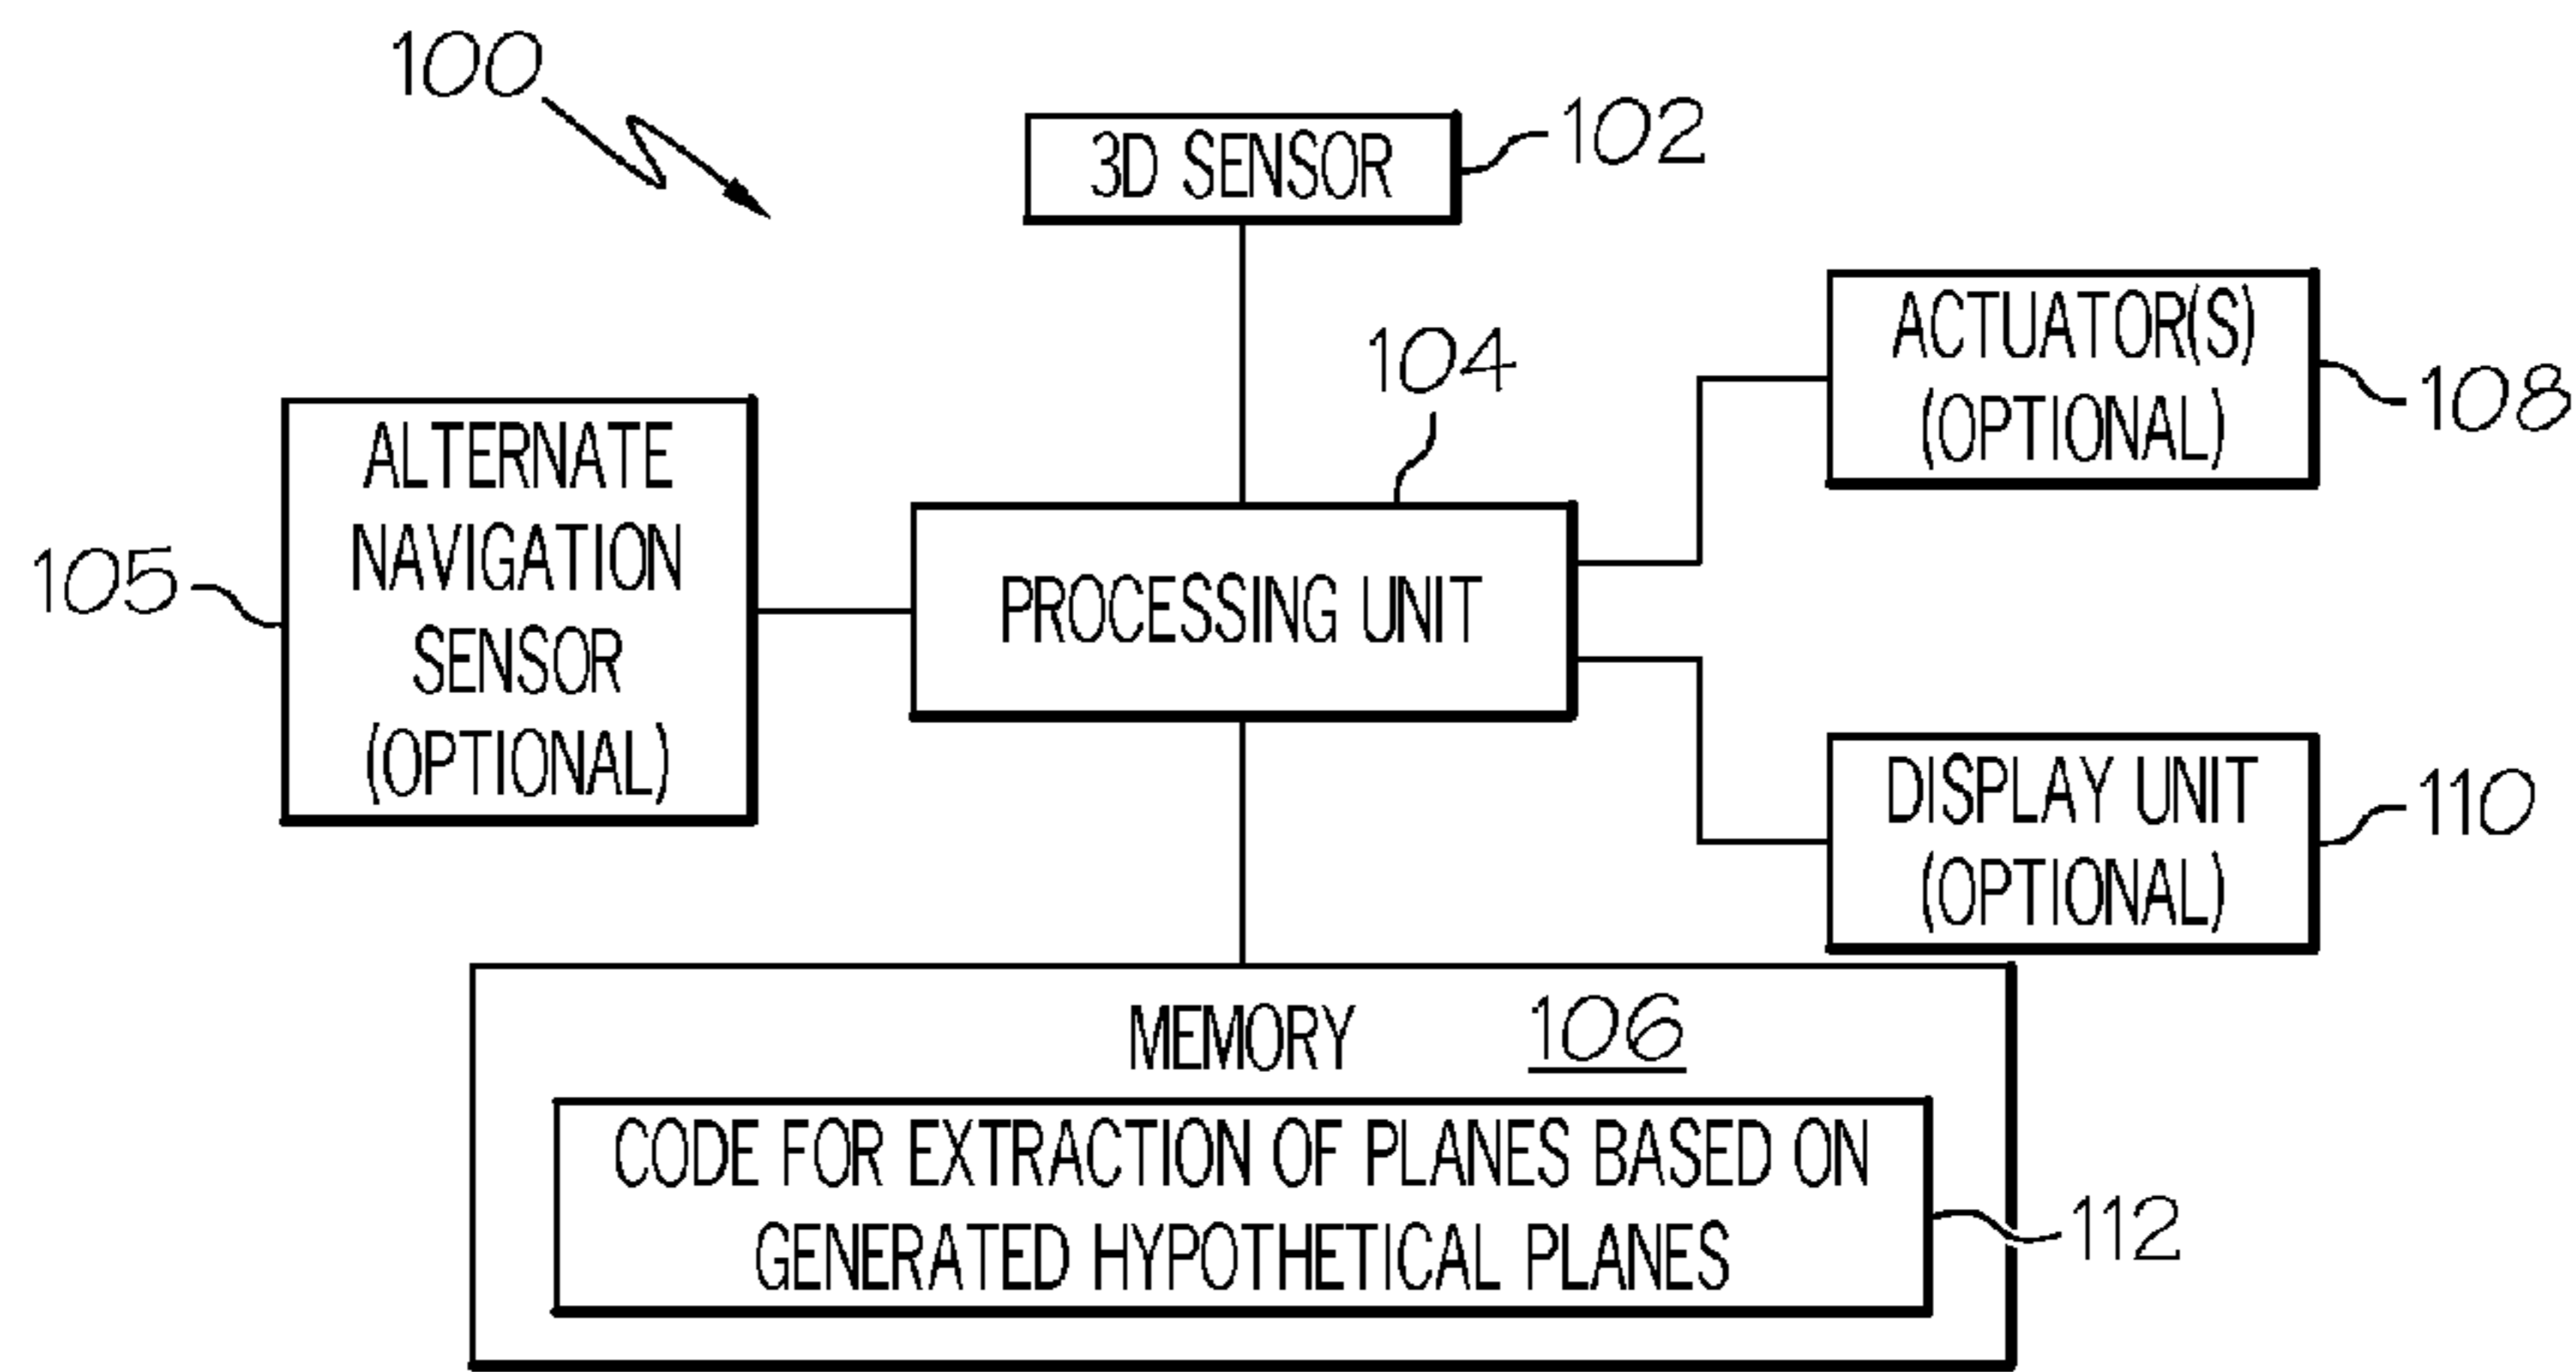 100
3D SENSOR
102
104
ACTUATOR(S)
(OPTIONAL)
108
ALTERNATE
NAVIGATION
SENSOR
(OPTIONAL)
105
PROCESSING UNIT
DISPLAY UNIT
(OPTIONAL)
110
MEMORY 106
CODE FOR EXTRACTION OF PLANES BASED ON
GENERATED HYPOTHETICAL PLANES
112